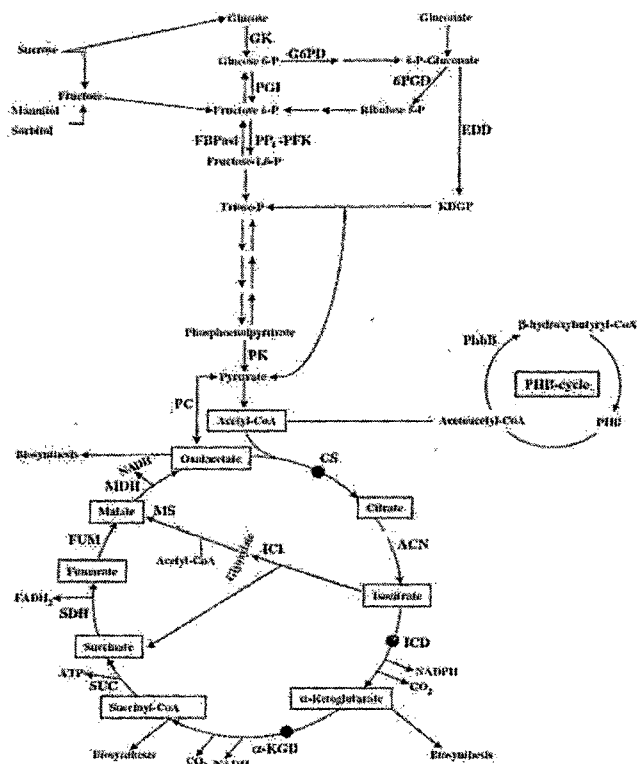 Glucose
Gluconate
Sucrose
GK
Glucose 6-P
G6PD
6-P-Gluconate
PGI
6PGD
Fructose
Mannitol
Sorbitol
Fructose 6-P
Ribulose 5-P
FBPasd
PPi-PFK
EDD
Fructose-1,6-P
Triose-P
KDGP
Phosphoenolpyruvate
PK
Pyruvate
PC
Acetyl-CoA
β-hydroxybutyryl-CoA
PhbB
PHB-cycle
Acetoacetyl-CoA
PHB
Biosynthesis
Oxaloacetate
NADH
MDH
CS
Malate
MS
Citrate
FUM
Acetyl-CoA
Glyoxylate
ICL
ACN
Fumarate
FADH2
SDH
Isocitrate
ICD
Succinate
NADPH
CO2
ATP
SUC
Succinyl-CoA
α-Ketoglutarate
α-KGD
Biosynthesis
CO2
NADH
Biosynthesis